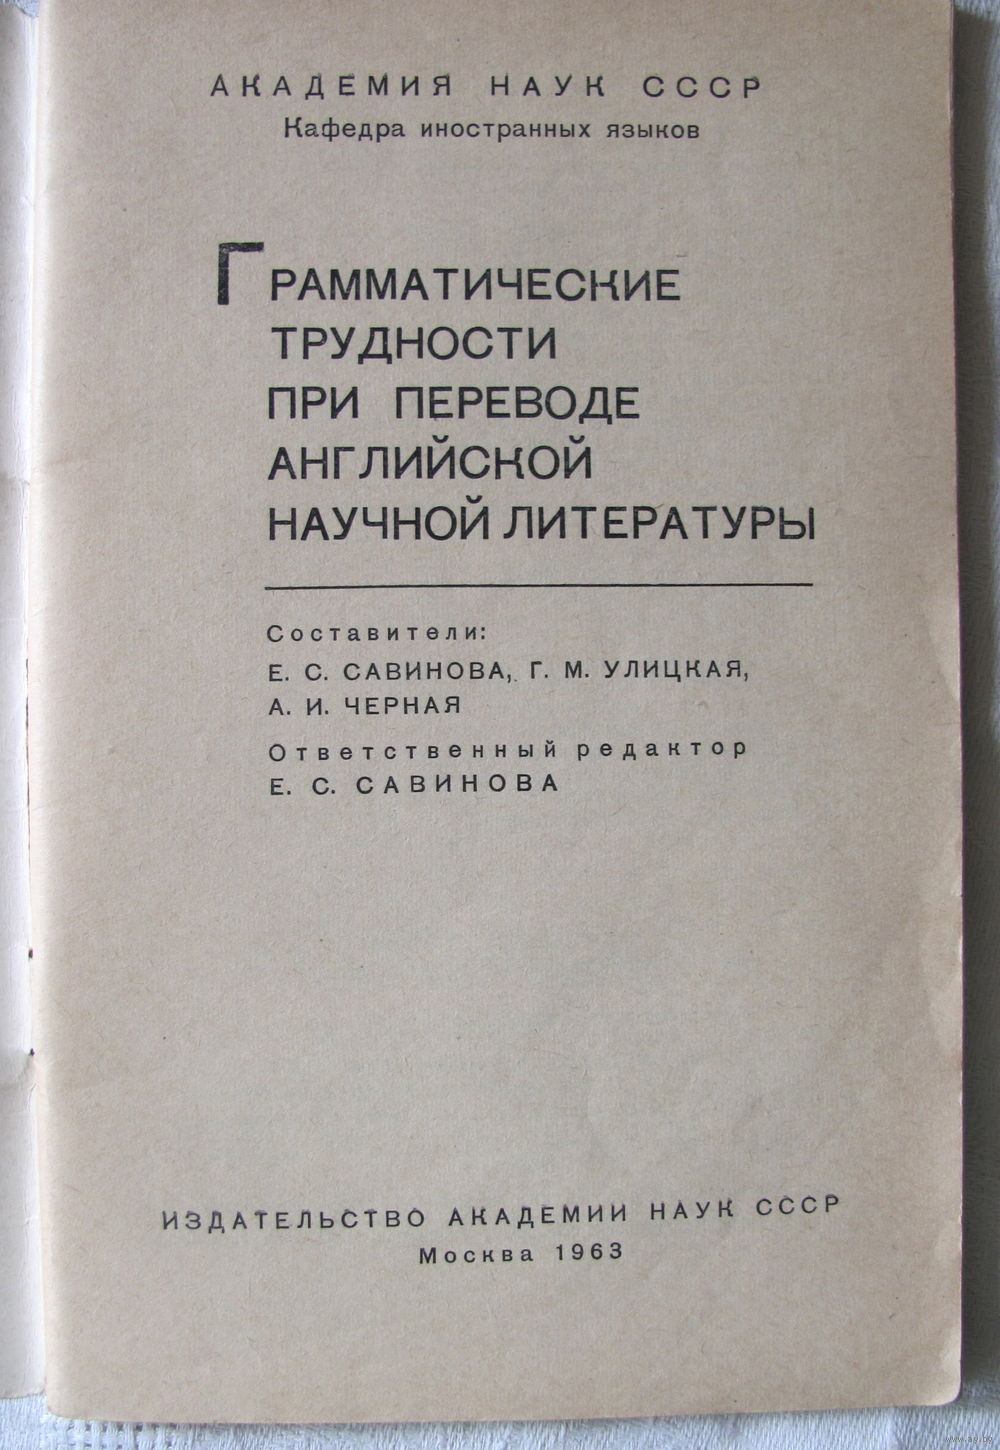 АКАДЕМИЯ НАУК СССР
Кафедра иностранных языков
ГРАММАТИЧЕСКИЕ
ТРУДНОСТИ
ПРИ ПЕРЕВОДЕ
АНГЛИЙСКОЙ
НАУЧНОЙ ЛИТЕРАТУРЫ
Составители:
Е. С. САВИНОВА, Г. М. УЛИЦКАЯ,
А. И. ЧЕРНАЯ
Ответственный редактор
Е. С. САВИНОВА
ИЗДАТЕЛЬСТВО АКАДЕМИИ НАУК СССР
Москва 1963